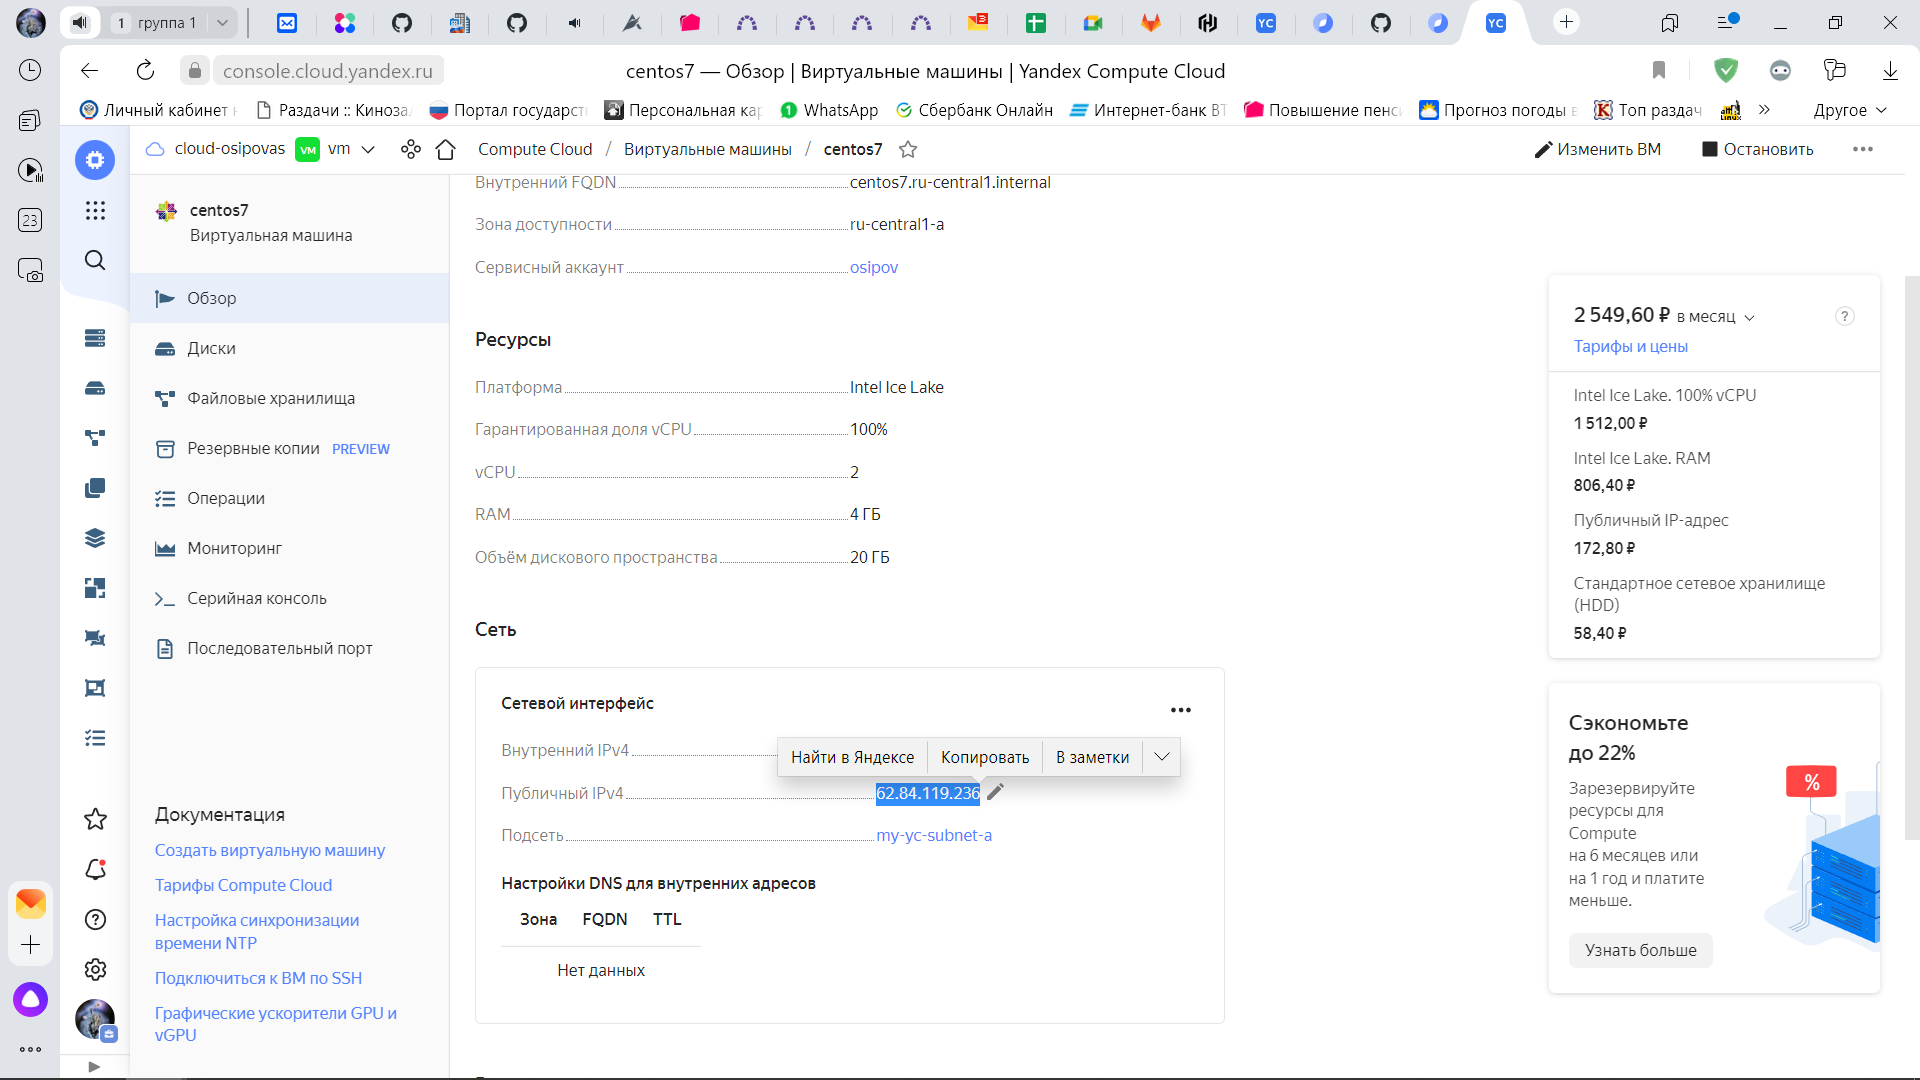 1 группа 1
console.cloud.yandex.ru
centos7 — Обзор | Виртуальные машины | Yandex Compute Cloud
Личный кабинет
Раздачи :: Киноза
Портал государст
Персональная ка
WhatsApp
Сбербанк Онлайн
Интернет-банк ВТ
Повышение пенс
Прогноз погоды в
Топ раздач
Другое
cloud-osipovas
vm vm
Compute Cloud / Виртуальные машины / centos7
Изменить ВМ
Остановить
23
centos7
Виртуальная машина
Обзор
Диски
Файловые хранилища
Резервные копии PREVIEW
Операции
Мониторинг
Серийная консоль
Последовательный порт
Документация
Создать виртуальную машину
Тарифы Compute Cloud
Настройка синхронизации
времени NTP
Подключиться к ВМ по SSH
Графические ускорители GPU и
vGPU
Внутренний FQDN centos7.ru-central1.internal
Зона доступности ru-central1-a
Сервисный аккаунт osipov
Ресурсы
Платформа Intel Ice Lake
Гарантированная доля vCPU 100%
vCPU 2
RAM 4 ГБ
Объём дискового пространства 20 ГБ
Сеть
Сетевой интерфейс
Внутренний IPv4
Найти в Яндексе Копировать В заметки
Публичный IPv4 62.84.119.236
Подсеть my-yc-subnet-a
Настройки DNS для внутренних адресов
Зона FQDN TTL
Нет данных
2 549,60 ₽ в месяц ?
Тарифы и цены
Intel Ice Lake. 100% vCPU
1 512,00 ₽
Intel Ice Lake. RAM
806,40 ₽
Публичный IP-адрес
172,80 ₽
Стандартное сетевое хранилище
(HDD)
58,40 ₽
Сэкономьте
до 22%
%
Зарезервируйте
ресурсы для
Compute
на 6 месяцев или
на 1 год и платите
меньше.
Узнать больше